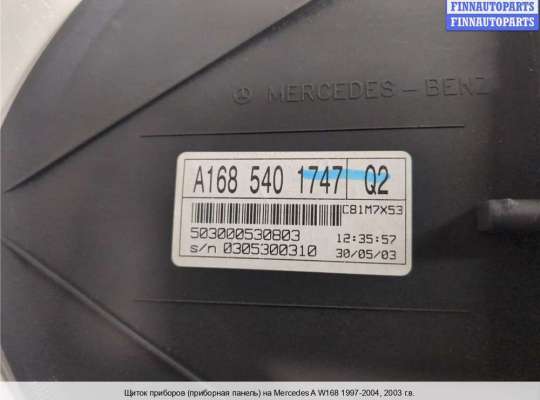 FINNAUTOPARTS
FINNAUTOPARTS
FINNAUTOPARTS
MERCEDES-BENZ
A168 540 1747 Q2
C81M7X53
503000530803 12:35:57
s/n 0305300310 30/05/03
Щиток приборов (приборная панель) на Mercedes A W168 1997-2004, 2003 г.в.